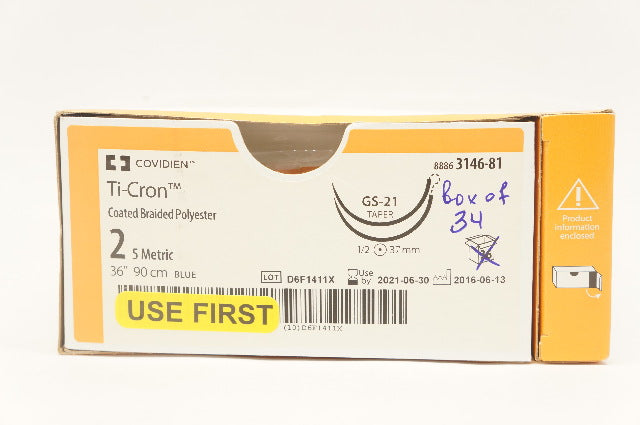 COVIDIEN™
8886 3146-81
Ti-Cron™
Coated Braided Polyester
GS-21
TAPER
Box of
34
2 5 Metric
1/2 37mm
36" 90 cm BLUE
LOT D6F1411X
Use by 2021-06-30
2016-06-13
USE FIRST
(10)D6F1411X
Product
information
enclosed